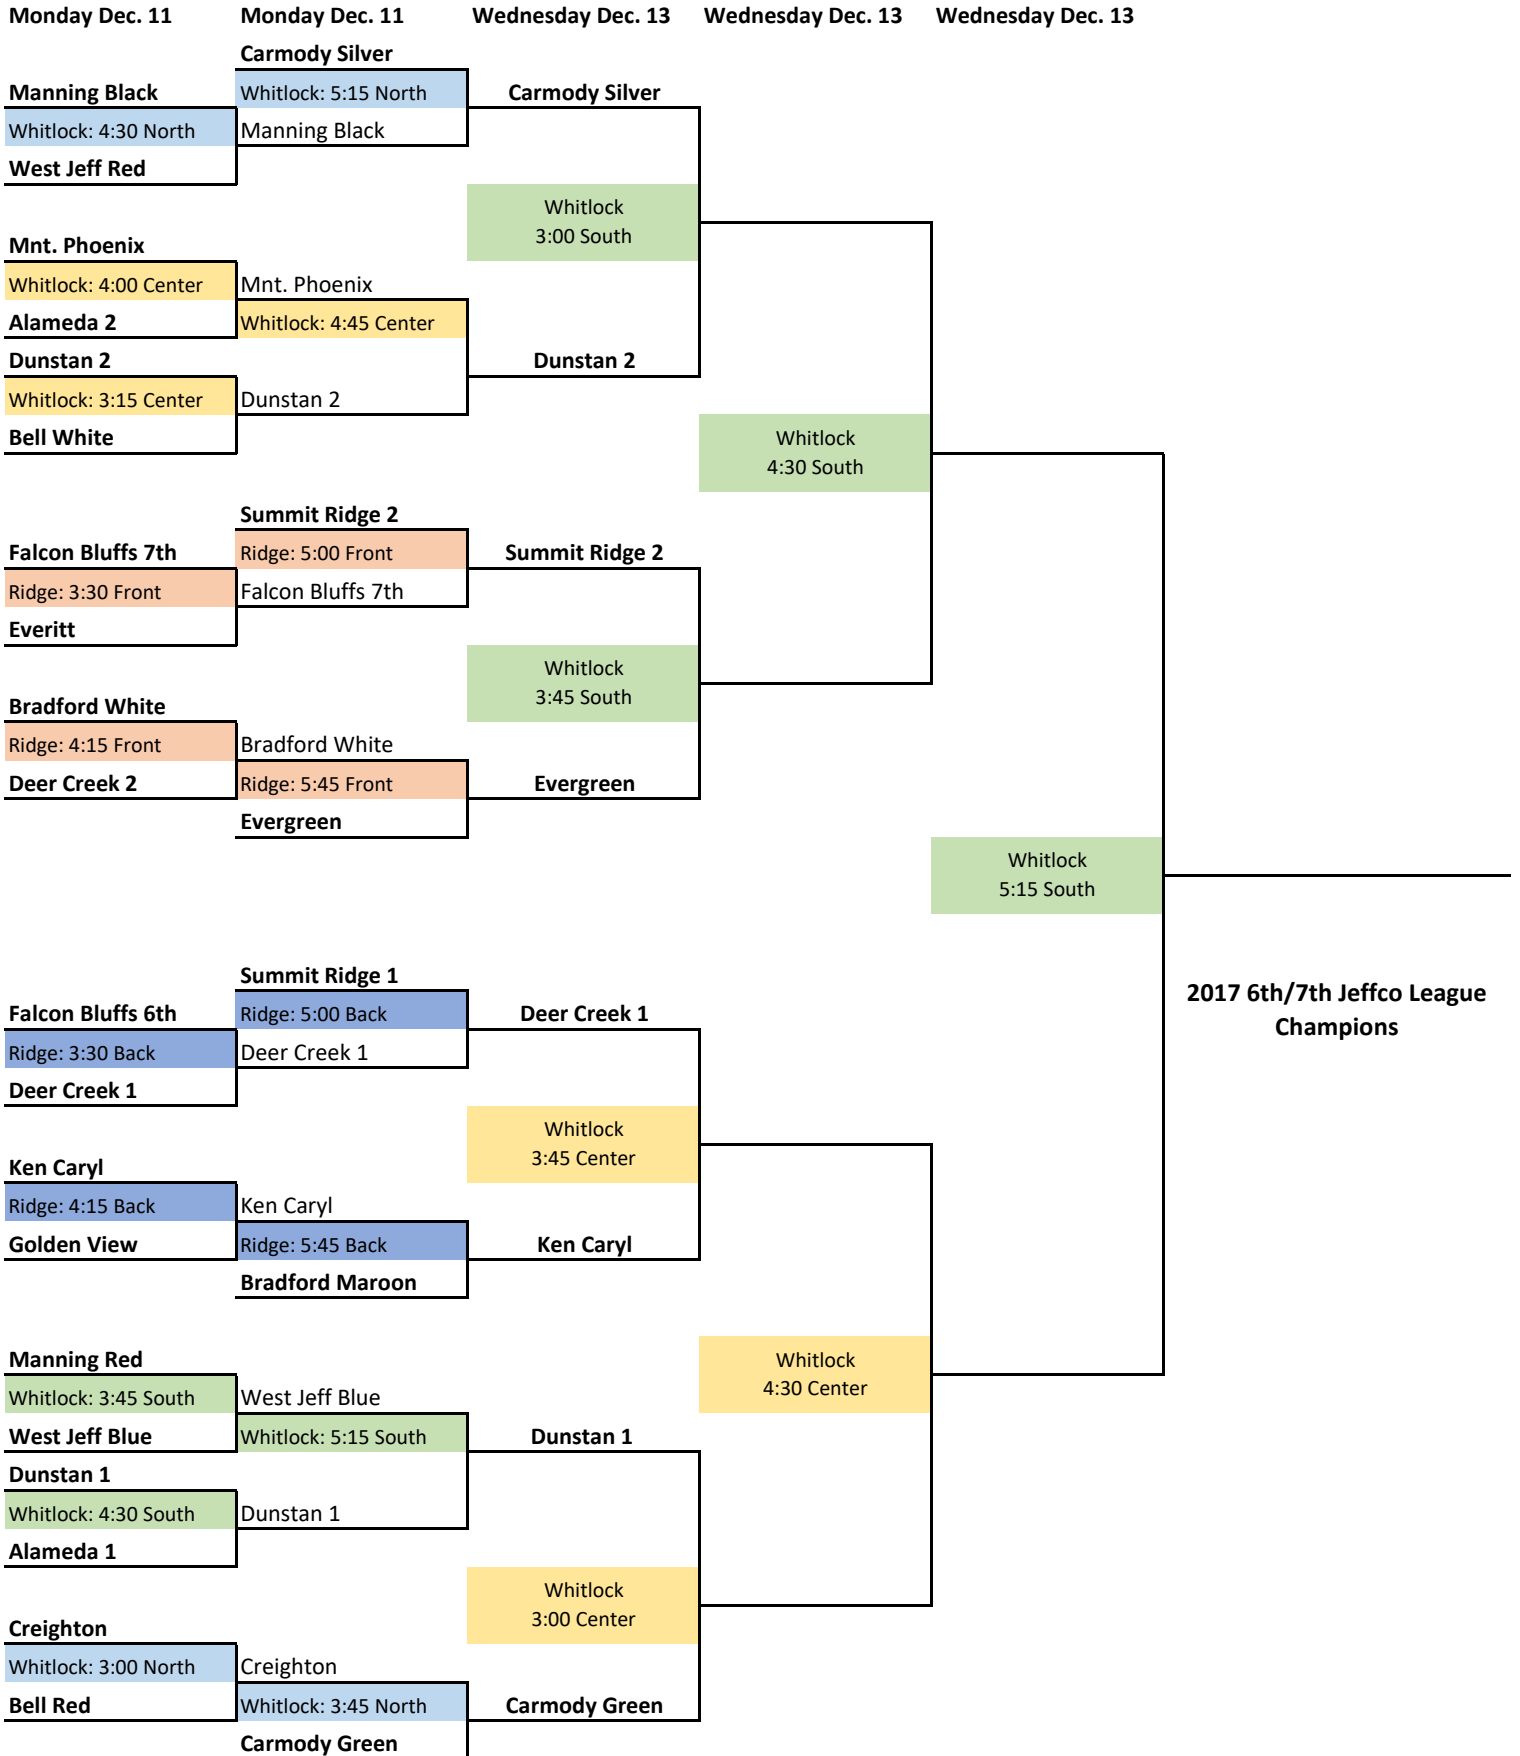 Monday Dec. 11 Monday Dec. 11 Wednesday Dec. 13 Wednesday Dec. 13 Wednesday Dec. 13
Carmody Silver
Manning Black Whitlock: 5:15 North Carmody Silver
Whitlock: 4:30 North Manning Black
West Jeff Red
Whitlock
3:00 South
Mnt. Phoenix
Whitlock: 4:00 Center Mnt. Phoenix
Alameda 2 Whitlock: 4:45 Center
Dunstan 2 Dunstan 2
Whitlock: 3:15 Center Dunstan 2
Bell White Whitlock
4:30 South
Summit Ridge 2
Falcon Bluffs 7th Ridge: 5:00 Front Summit Ridge 2
Ridge: 3:30 Front Falcon Bluffs 7th
Everitt
Whitlock
3:45 South
Bradford White
Ridge: 4:15 Front Bradford White
Deer Creek 2 Ridge: 5:45 Front Evergreen
Evergreen
Whitlock
5:15 South
Summit Ridge 1
2017 6th/7th Jeffco League
Champions
Falcon Bluffs 6th Ridge: 5:00 Back Deer Creek 1
Ridge: 3:30 Back Deer Creek 1
Deer Creek 1
Whitlock
3:45 Center
Ken Caryl
Ridge: 4:15 Back Ken Caryl
Golden View Ridge: 5:45 Back Ken Caryl
Bradford Maroon
Manning Red Whitlock
4:30 Center
Whitlock: 3:45 South West Jeff Blue
West Jeff Blue Whitlock: 5:15 South Dunstan 1
Dunstan 1
Whitlock: 4:30 South Dunstan 1
Alameda 1
Whitlock
3:00 Center
Creighton
Whitlock: 3:00 North Creighton
Bell Red Whitlock: 3:45 North Carmody Green
Carmody Green